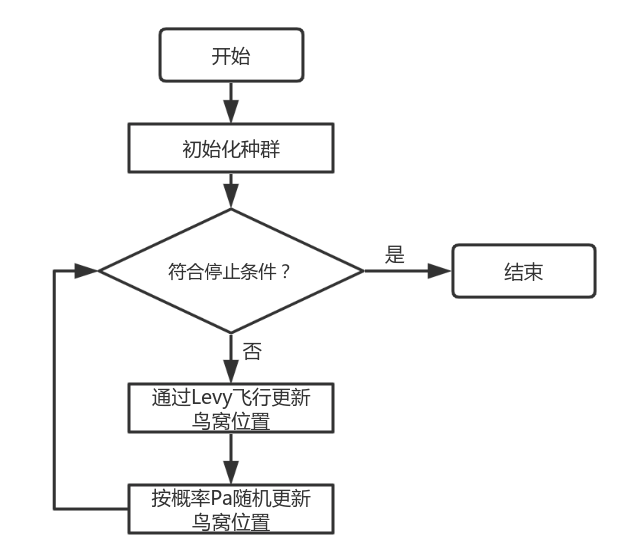 开始
初始化种群
符合停止条件？
是
结束
否
通过Levy飞行更新
鸟窝位置
按概率Pa随机更新
鸟窝位置